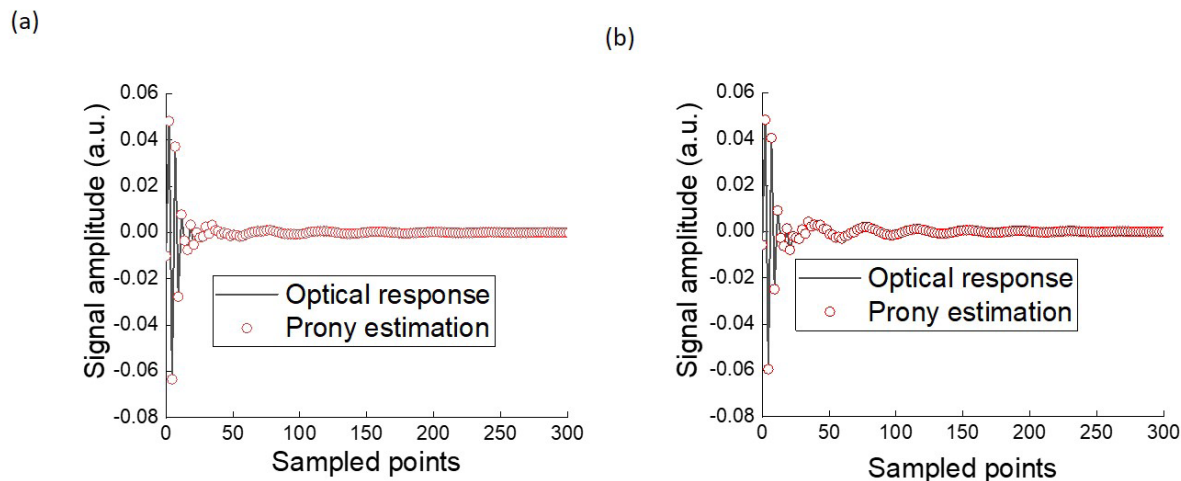 (a)
(b)
Signal amplitude (a.u.)
0.06
0.04
0.02
0.00
-0.02
-0.04
-0.06
-0.08
Optical response
Prony estimation
0 50 100 150 200 250 300
Sampled points
Signal amplitude (a.u.)
0.06
0.04
0.02
0.00
-0.02
-0.04
-0.06
-0.08
Optical response
Prony estimation
0 50 100 150 200 250 300
Sampled points